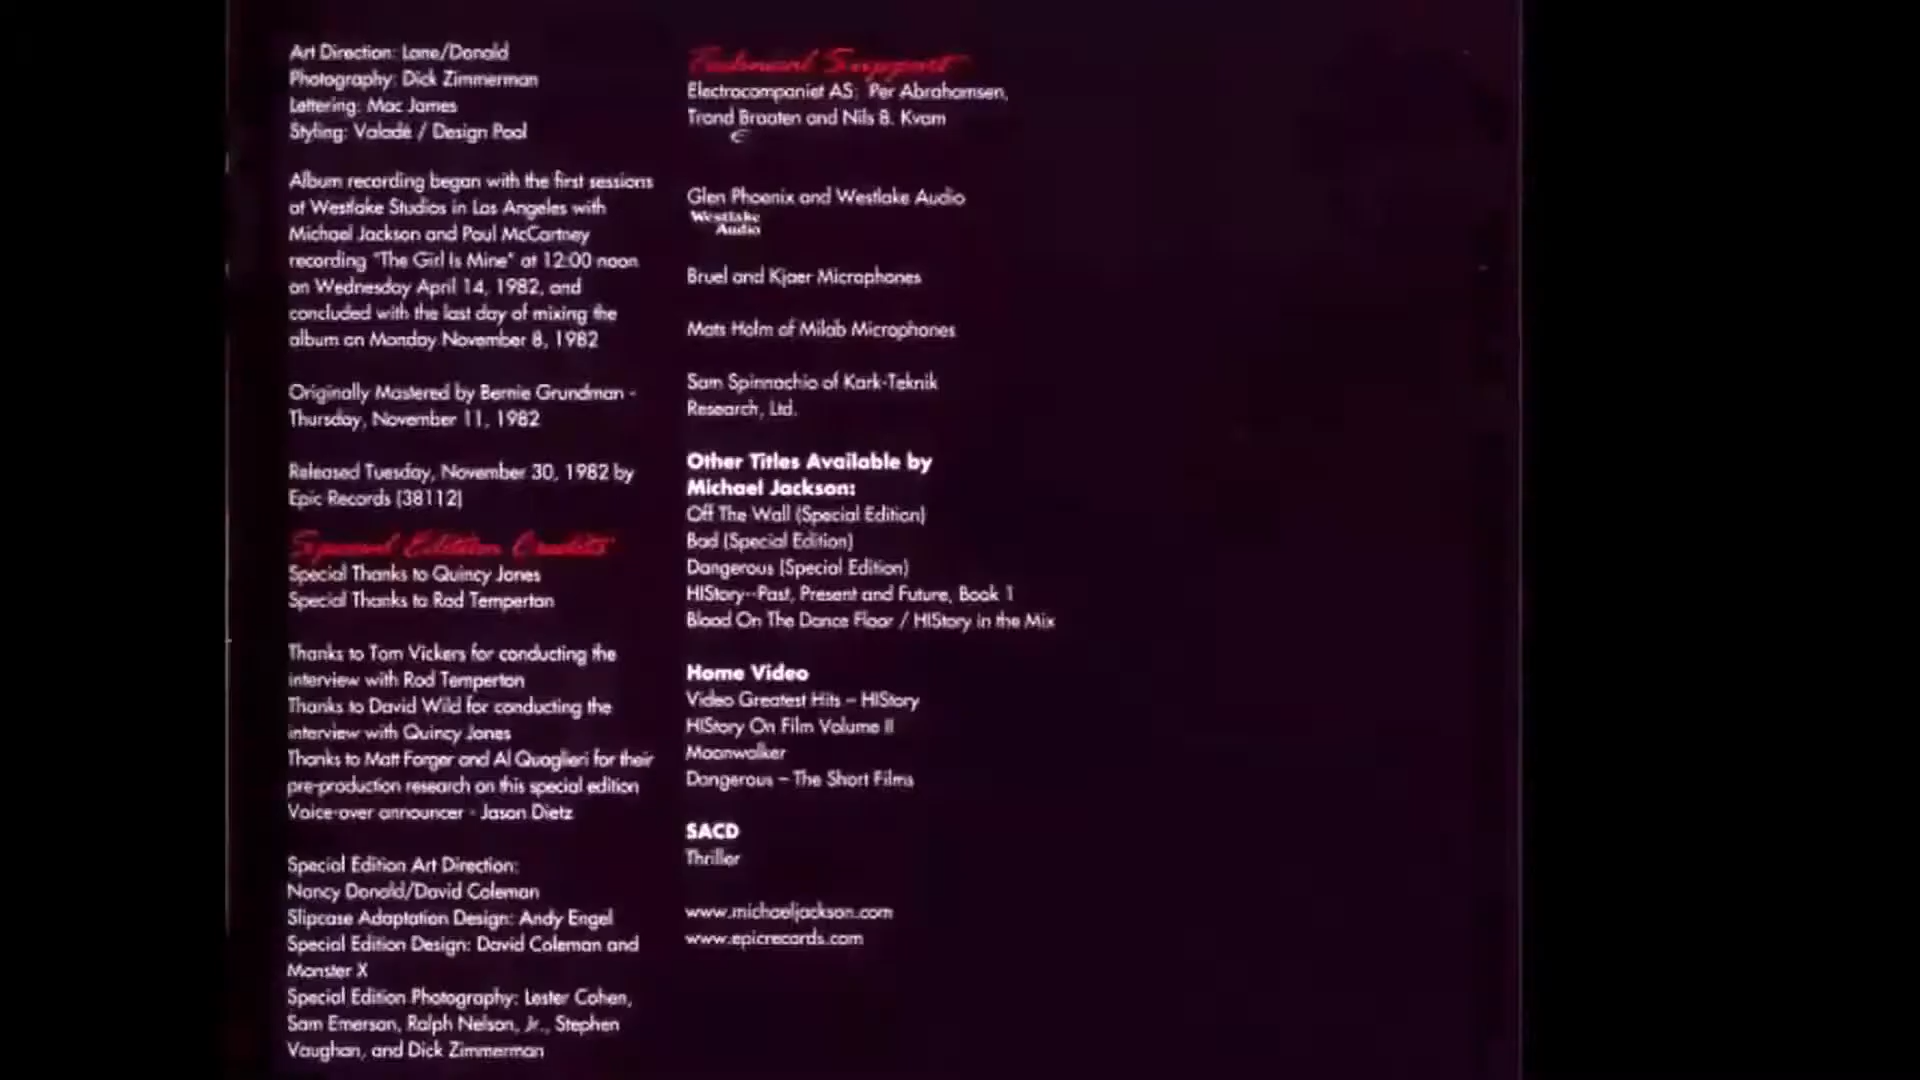 Art Direction: Lane/Donald
Photography: Dick Zimmerman
Lettering: Mac James
Styling: Valadé / Design Pool
Album recording began with the first sessions
at Westlake Studios in Los Angeles with
Michael Jackson and Paul McCartney
recording "The Girl Is Mine" at 12:00 noon
on Wednesday April 14, 1982, and
concluded with the last day of mixing the
album on Monday November 8, 1982
Originally Mastered by Bernie Grundman -
Thursday, November 11, 1982
Released Tuesday, November 30, 1982 by
Epic Records (38112)
Special Edition Credits
Special Thanks to Quincy Jones
Special Thanks to Rod Temperton
Thanks to Tom Vickers for conducting the
interview with Rod Temperton
Thanks to David Wild for conducting the
interview with Quincy Jones
Thanks to Matt Forger and Al Quaglieri for their
pre-production research on this special edition
Voice-over announcer - Jason Dietz
Special Edition Art Direction:
Nancy Donald/David Coleman
Slipcase Adaptation Design: Andy Engel
Special Edition Design: David Coleman and
Monster X
Special Edition Photography: Lester Cohen,
Sam Emerson, Ralph Nelson, Jr., Stephen
Vaughan, and Dick Zimmerman
Technical Support
Electrocompaniet AS: Per Abrahamsen,
Trond Braaten and Nils B. Kvam
Glen Phoenix and Westlake Audio
Westlake
Audio
Bruel and Kjaer Microphones
Mats Holm of Milab Microphones
Sam Spinnachio of Kark-Teknik
Research, Ltd.
Other Titles Available by
Michael Jackson:
Off The Wall (Special Edition)
Bad (Special Edition)
Dangerous (Special Edition)
HIStory--Past, Present and Future, Book 1
Blood On The Dance Floor / HIStory in the Mix
Home Video
Video Greatest Hits – HIStory
HIStory On Film Volume II
Moonwalker
Dangerous – The Short Films
SACD
Thriller
www.michaeljackson.com
www.epicrecords.com